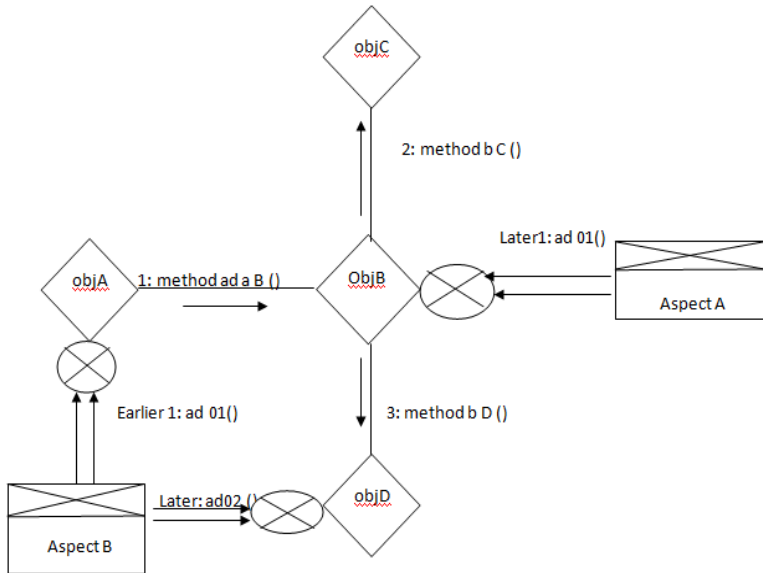 objC
2: method b C ()
Later1: ad 01()
objA
1: method ad a B ()
ObjB
Aspect A
Earlier 1: ad 01()
3: method b D ()
Later: ad02 ()
objD
Aspect B